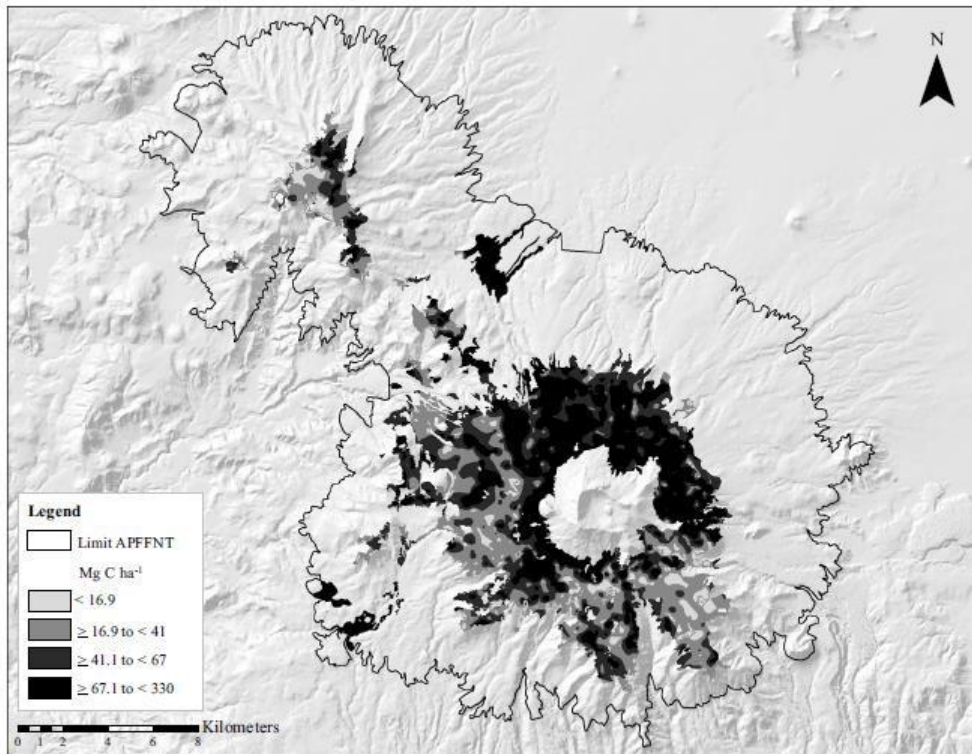 N
Legend
Limit APFFNT
Mg C ha⁻¹
< 16.9
≥ 16.9 to < 41
≥ 41.1 to < 67
≥ 67.1 to < 330
Kilometers
0 1 2 4 6 8